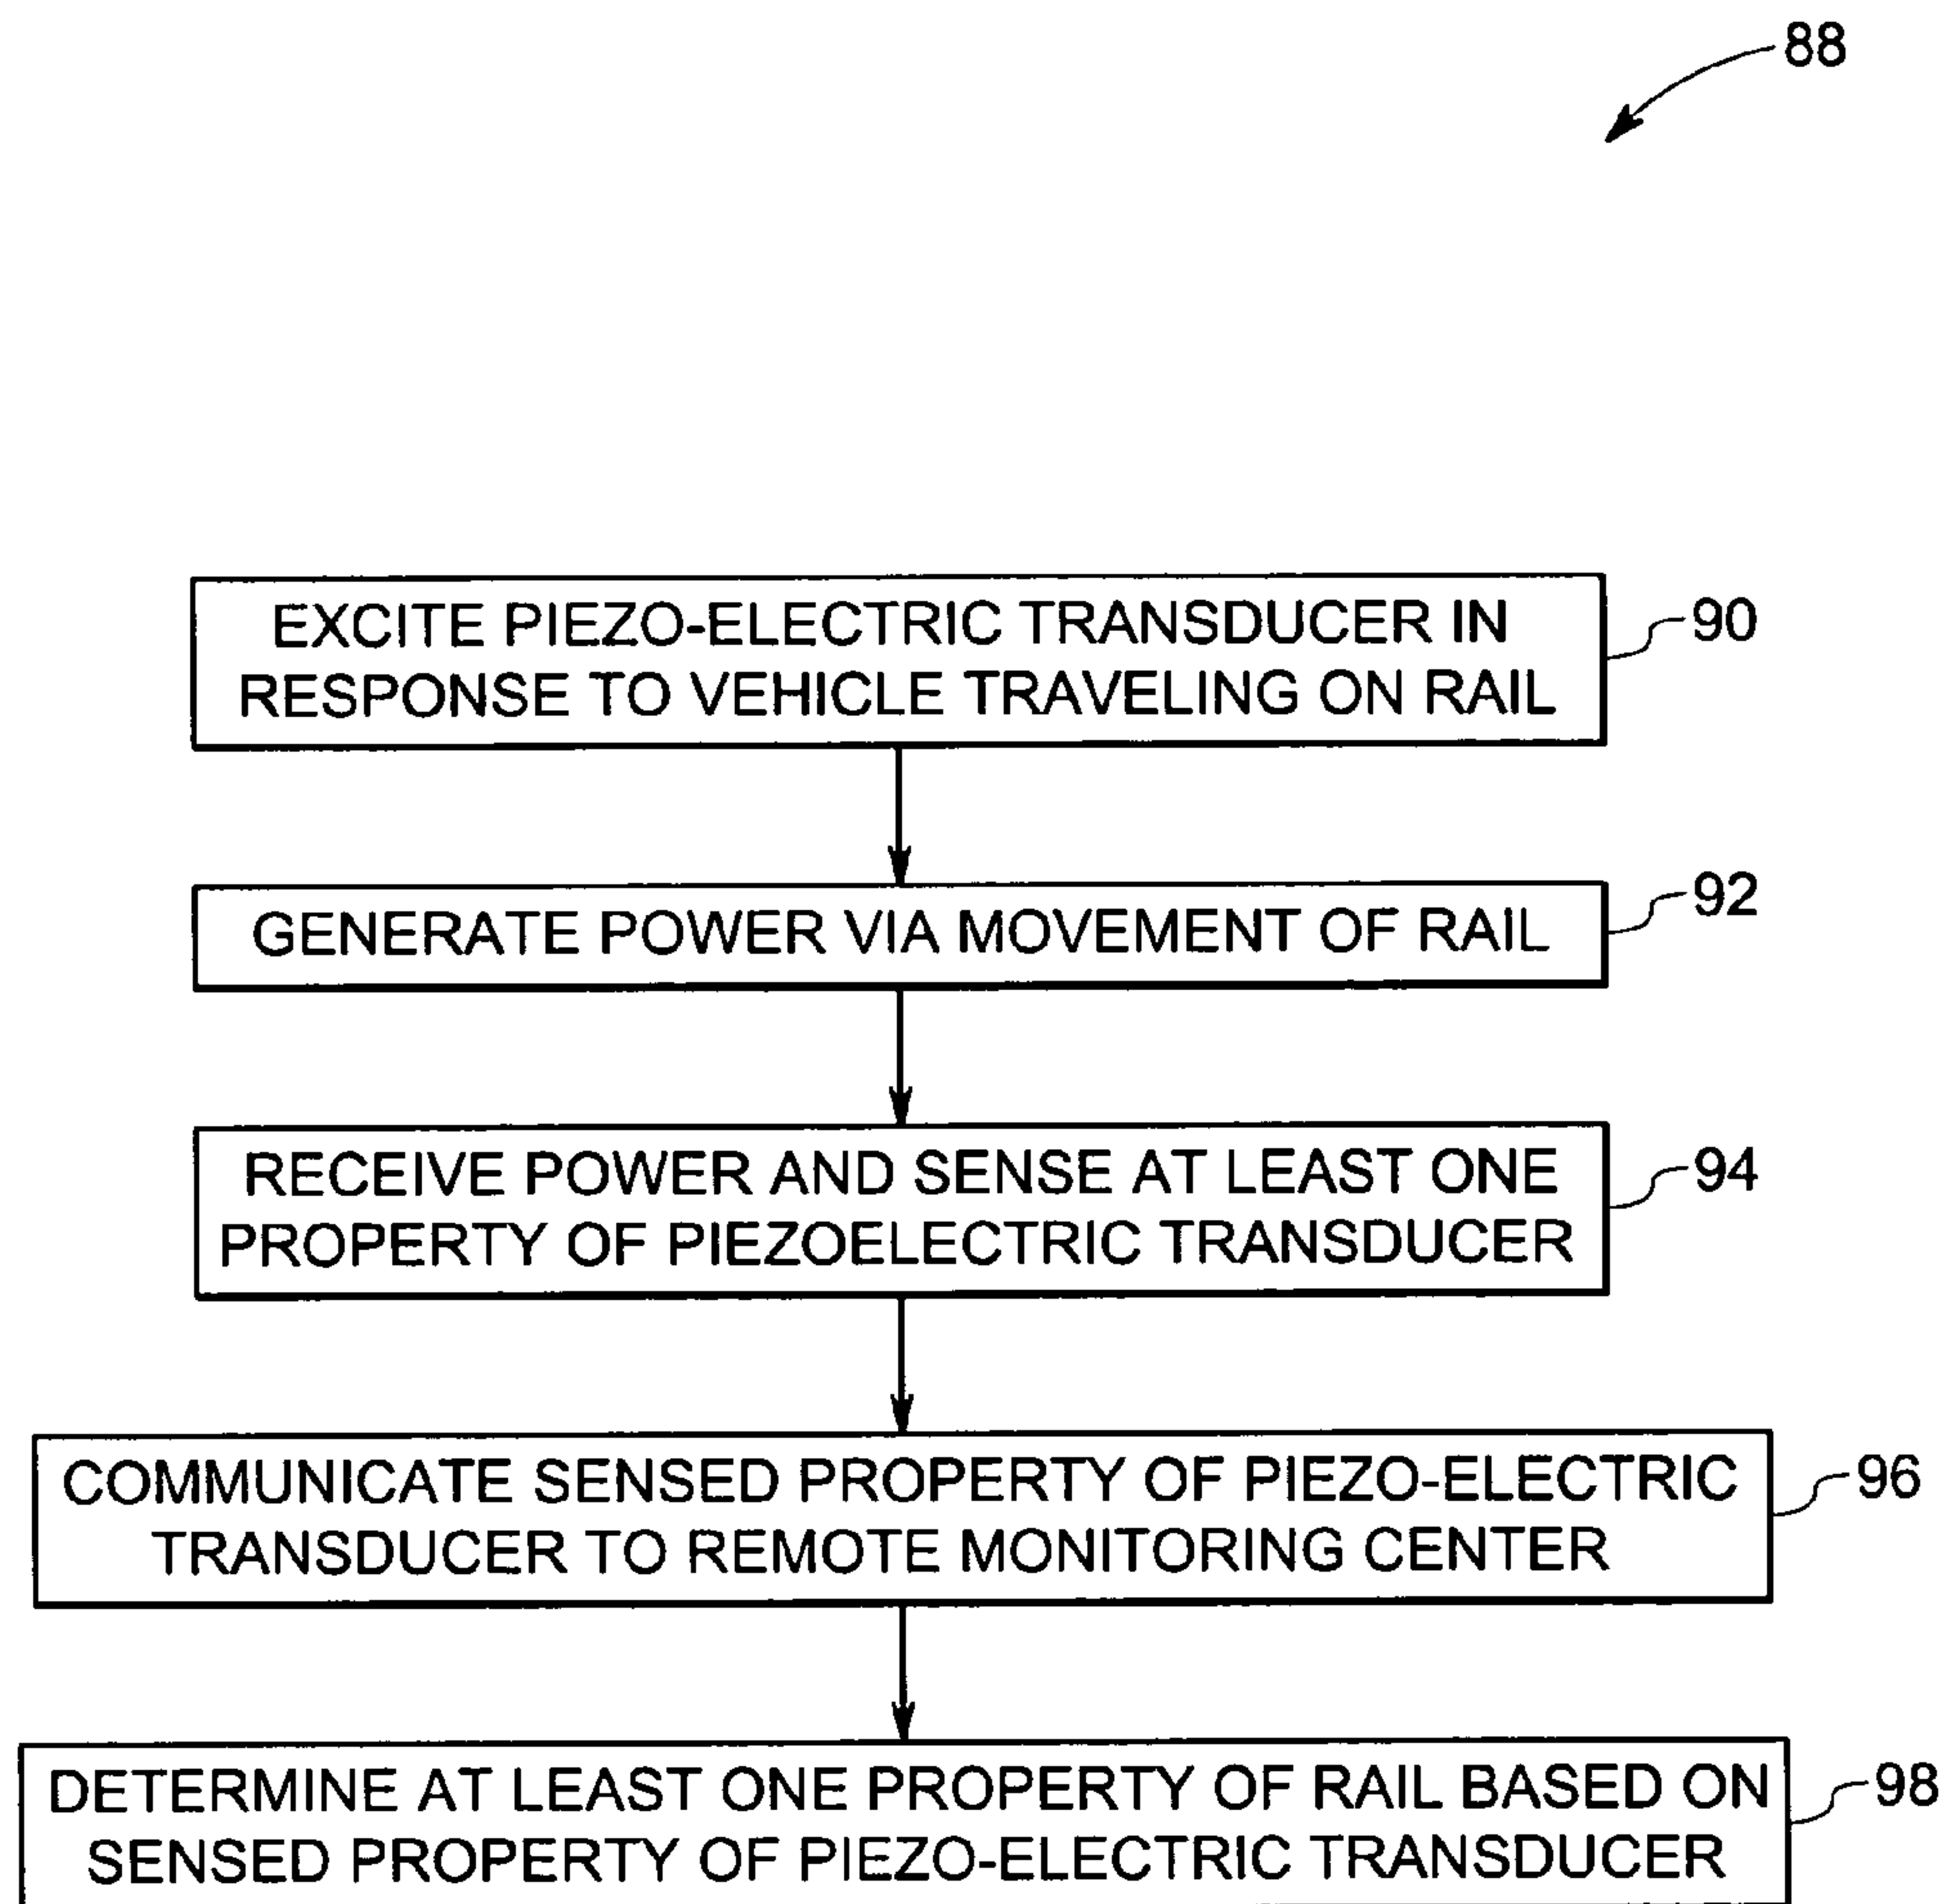 88
EXCITE PIEZO-ELECTRIC TRANSDUCER IN
RESPONSE TO VEHICLE TRAVELING ON RAIL
90
GENERATE POWER VIA MOVEMENT OF RAIL
92
RECEIVE POWER AND SENSE AT LEAST ONE
PROPERTY OF PIEZOELECTRIC TRANSDUCER
94
COMMUNICATE SENSED PROPERTY OF PIEZO-ELECTRIC
TRANSDUCER TO REMOTE MONITORING CENTER
96
DETERMINE AT LEAST ONE PROPERTY OF RAIL BASED ON
SENSED PROPERTY OF PIEZO-ELECTRIC TRANSDUCER
98